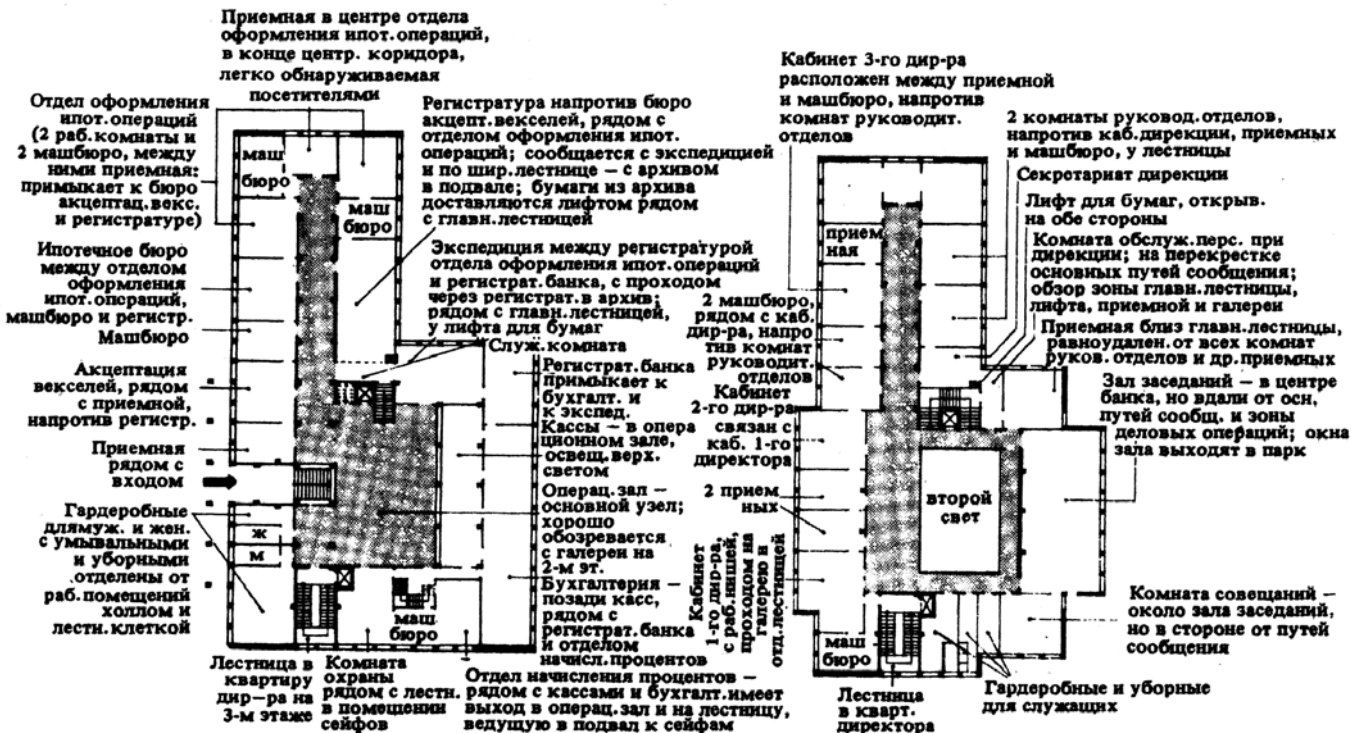 Приемная в центре отдела
оформления ипот.операций,
в конце центр. коридора,
легко обнаруживаемая
посетителями
Отдел оформления
ипот.операций
(2 раб.комнаты и
2 машбюро, между
ними приемная:
примыкает к бюро
акцептац.векс.
и регистратуре)
Ипотечное бюро
между отделом
оформления
ипот.операций,
машбюро и регистр.
Машбюро
Акцептация
векселей, рядом
с приемной,
напротив регистр.
Приемная
рядом с
входом
Гардеробные
длямуж. и жен.
с умывальными
и уборными
отделены от
раб.помещений
холлом и
лестн.клеткой
маш
бюро
маш
бюро
Регистратура напротив бюро
акцепт.векселей, рядом с
отделом оформления ипот.
операций; сообщается с экспедицией
и по шир.лестнице – с архивом
в подвале; бумаги из архива
доставляются лифтом рядом
с главн.лестницей
Экспедиция между регистратурой
отдела оформления ипот.операций
и регистрат.банка, с проходом
через регистрат.в архив;
рядом с главн.лестницей,
у лифта для бумаг
Служ.комната
Регистрат.банка
примыкает к
бухгалт. и
к экспед.
Кассы – в опера
ционном зале,
освещ.верх.
светом
Операц.зал –
основной узел;
хорошо
обозревается
с галереи на
2-м эт.
Бухгалтерия –
позади касс,
рядом с
регистрат.банка
и отделом
начисл.процентов
ж
м
маш
бюро
Лестница в
квартиру
дир-ра на
3-м этаже
Комната
охраны
рядом с лестн.
в помещении
сейфов
Отдел начисления процентов –
рядом с кассами и бухгалт.имеет
выход в операц.зал и на лестницу,
ведущую в подвал к сейфам
Кабинет 3-го дир-ра
расположен между приемной
и машбюро, напротив
комнат руководит.
отделов
2 комнаты руковод.отделов,
напротив каб.дирекции, приемных
и машбюро, у лестницы
Секретариат дирекции
Лифт для бумаг, открыв.
на обе стороны
Комната обслуж.перс. при
дирекции; на перекрестке
основных путей сообщения;
обзор зоны главн.лестницы,
лифта, приемной и галереи
Приемная близ главн.лестницы,
равноудален.от всех комнат
руков. отделов и др.приемных
Зал заседаний – в центре
банка, но вдали от осн,
путей сообщ. и зоны
деловых операций; окна
зала выходят в парк
прием
ная
2 машбюро,
рядом с каб.
дир-ра, напро
тив комнат
руководит.
отделов
Кабинет
2-го дир-ра
связан с
каб. 1-го
директора
2 прием
ных
Кабинет
1-го дир-ра,
с раб.нишей,
проходом на
галерею и
отд.лестницей
второй
свет
маш
бюро
Лестница
в кварт.
директора
Гардеробные и уборные
для служащих
Комната совещаний –
около зала заседаний,
но в стороне от путей
сообщения